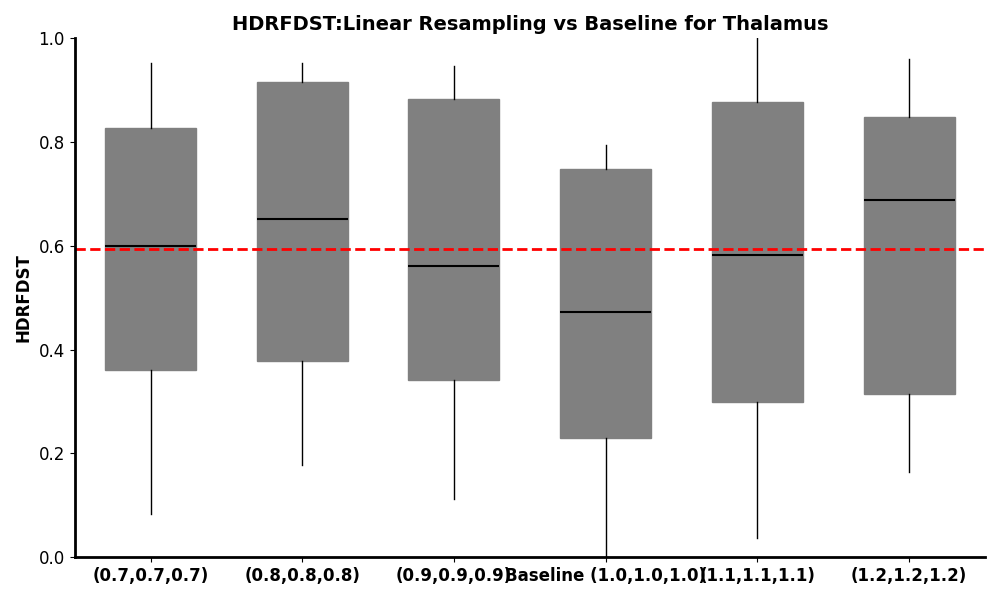 HDRFDST:Linear Resampling vs Baseline for Thalamus
HDRFDST
1.0
0.8
0.6
0.4
0.2
0.0
(0.7,0.7,0.7) (0.8,0.8,0.8) (0.9,0.9,0.9) Baseline (1.0,1.0,1.0) (1.1,1.1,1.1) (1.2,1.2,1.2)